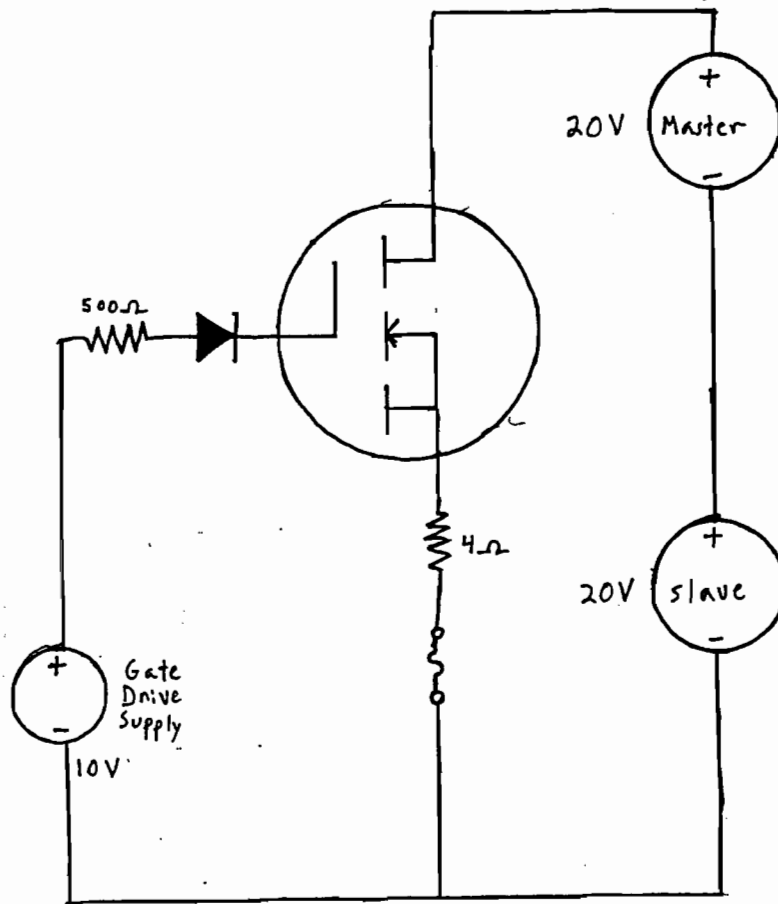 +
20V Master
-
500Ω
4Ω
+
20V slave
-
+
Gate
Drive
Supply
-
10V